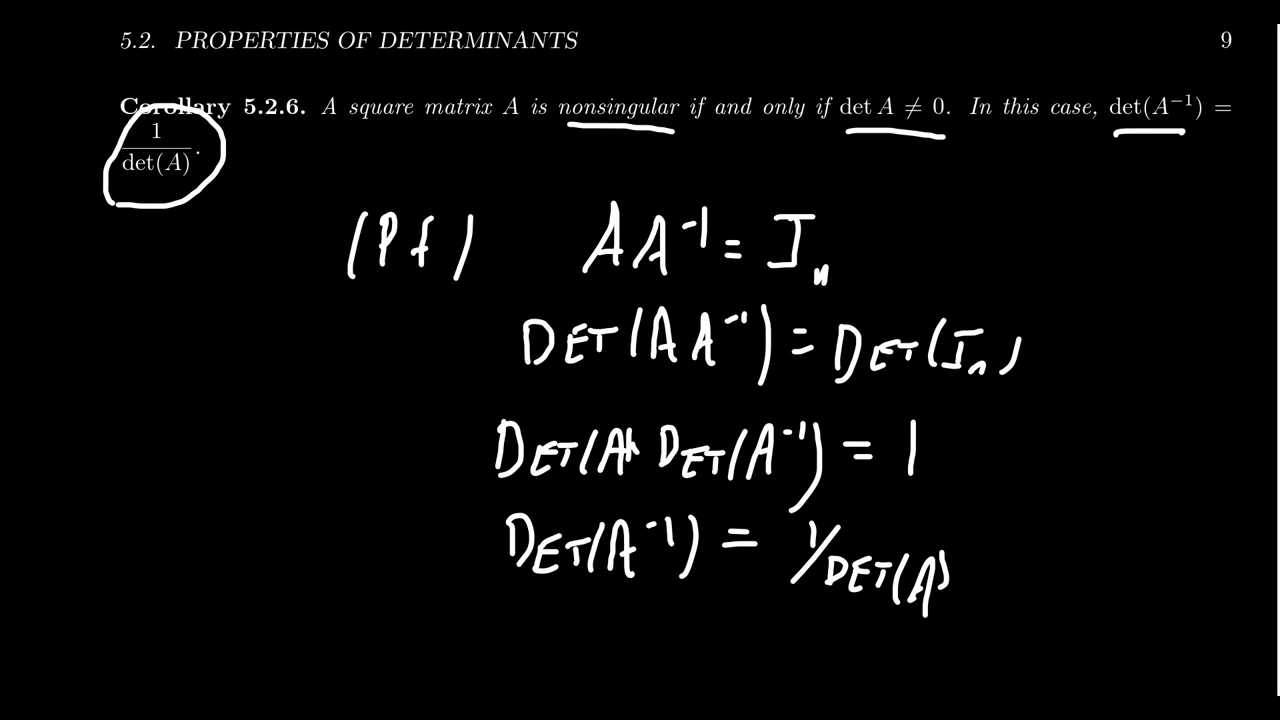 5.2. PROPERTIES OF DETERMINANTS 9
Corollary 5.2.6. A square matrix A is nonsingular if and only if det A ≠ 0. In this case, det(A⁻¹) =
1/det(A).
(Pf) AA⁻¹ = Iₙ
DET(AA⁻¹) = DET(Iₙ)
DET(A) DET(A⁻¹) = 1
DET(A⁻¹) = 1/DET(A)